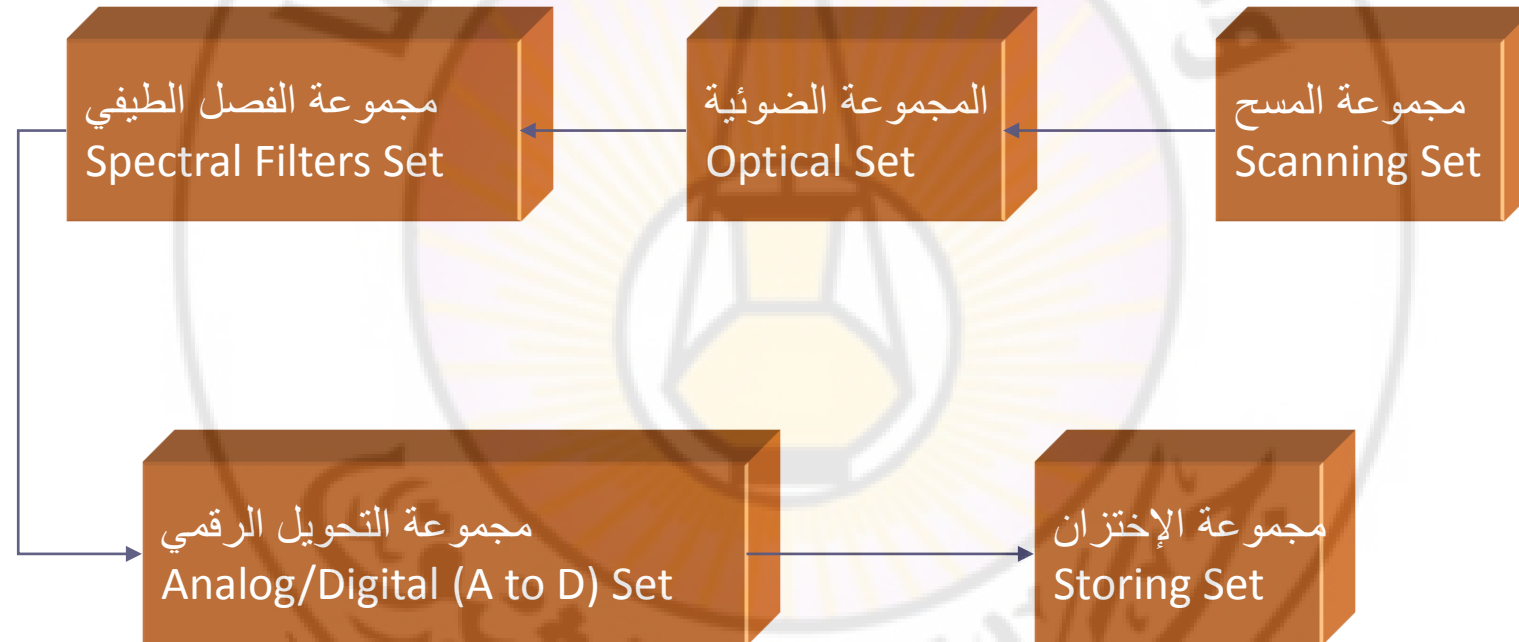 مجموعة المسح
Scanning Set
المجموعة الضوئية
Optical Set
مجموعة الفصل الطيفي
Spectral Filters Set
مجموعة التحويل الرقمي
Analog/Digital (A to D) Set
مجموعة الإختزان
Storing Set